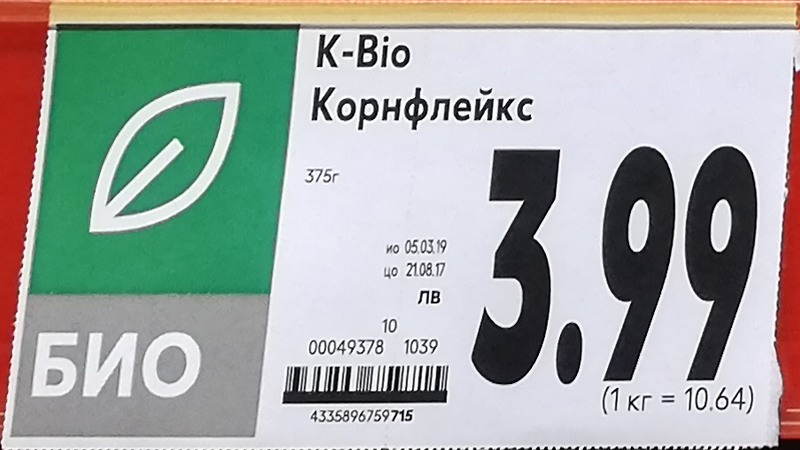 K-Bio
Корнфлейкс
375г
ио 05.03.19
цо 21.08.17
лв
3.99
10
00049378 1039
4335896759715
(1 кг = 10.64)
БИО